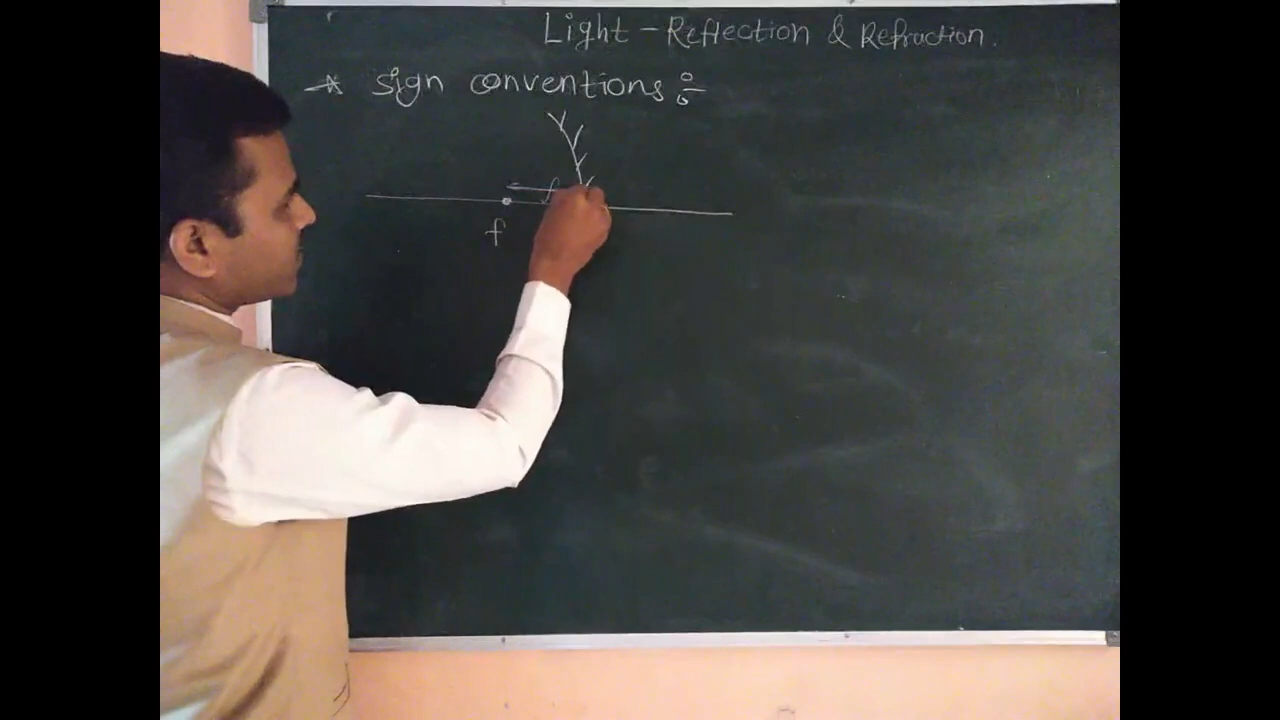 Light - Reflection & Refraction.
* Sign conventions :-
f
f